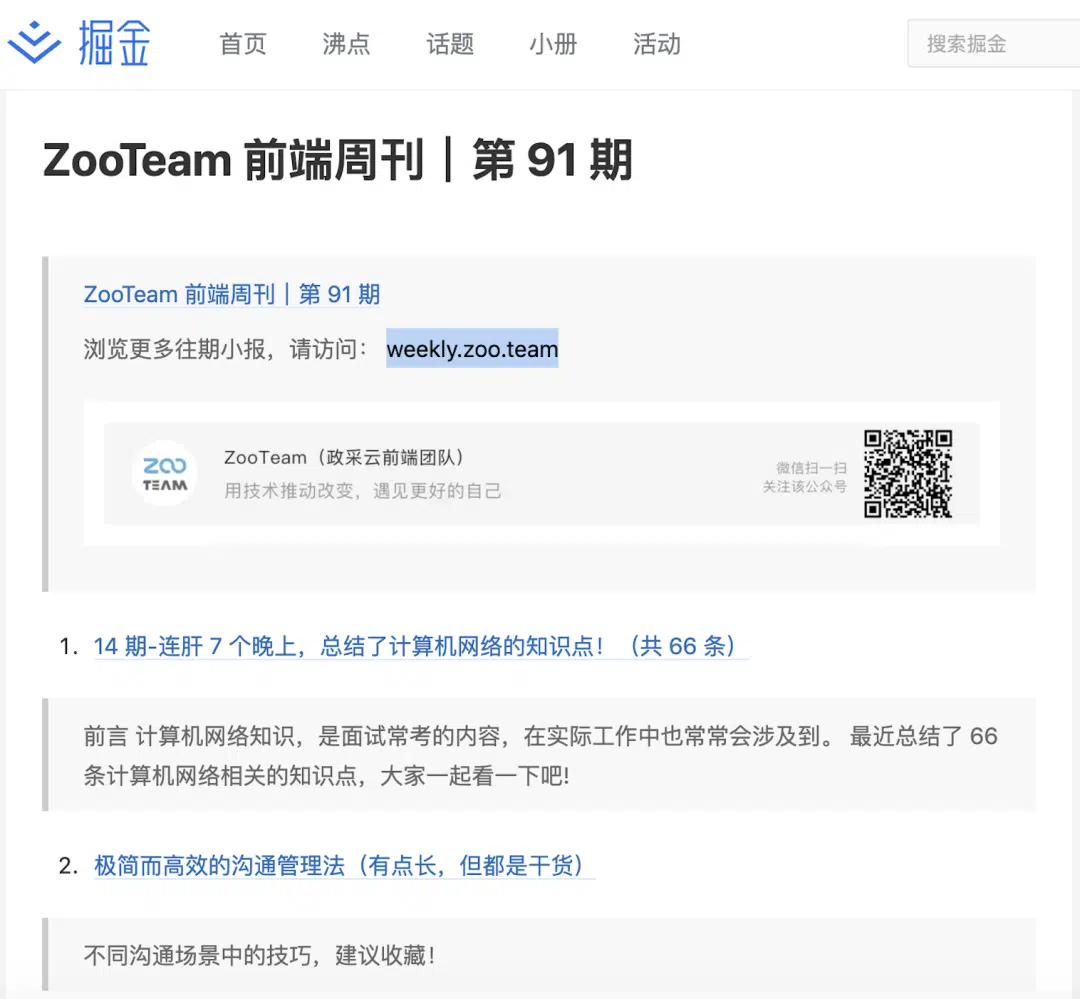 掘金 首页 沸点 话题 小册 活动 搜索掘金
ZooTeam 前端周刊｜第 91 期
ZooTeam 前端周刊｜第 91 期
浏览更多往期小报，请访问： weekly.zoo.team
ZOO
TEAM
ZooTeam（政采云前端团队）
用技术推动改变，遇见更好的自己
微信扫一扫
关注该公众号
1. 14 期-连肝 7 个晚上，总结了计算机网络的知识点！（共 66 条）
前言 计算机网络知识，是面试常考的内容，在实际工作中也常常会涉及到。 最近总结了 66
条计算机网络相关的知识点，大家一起看一下吧!
2. 极简而高效的沟通管理法（有点长，但都是干货）
不同沟通场景中的技巧，建议收藏！